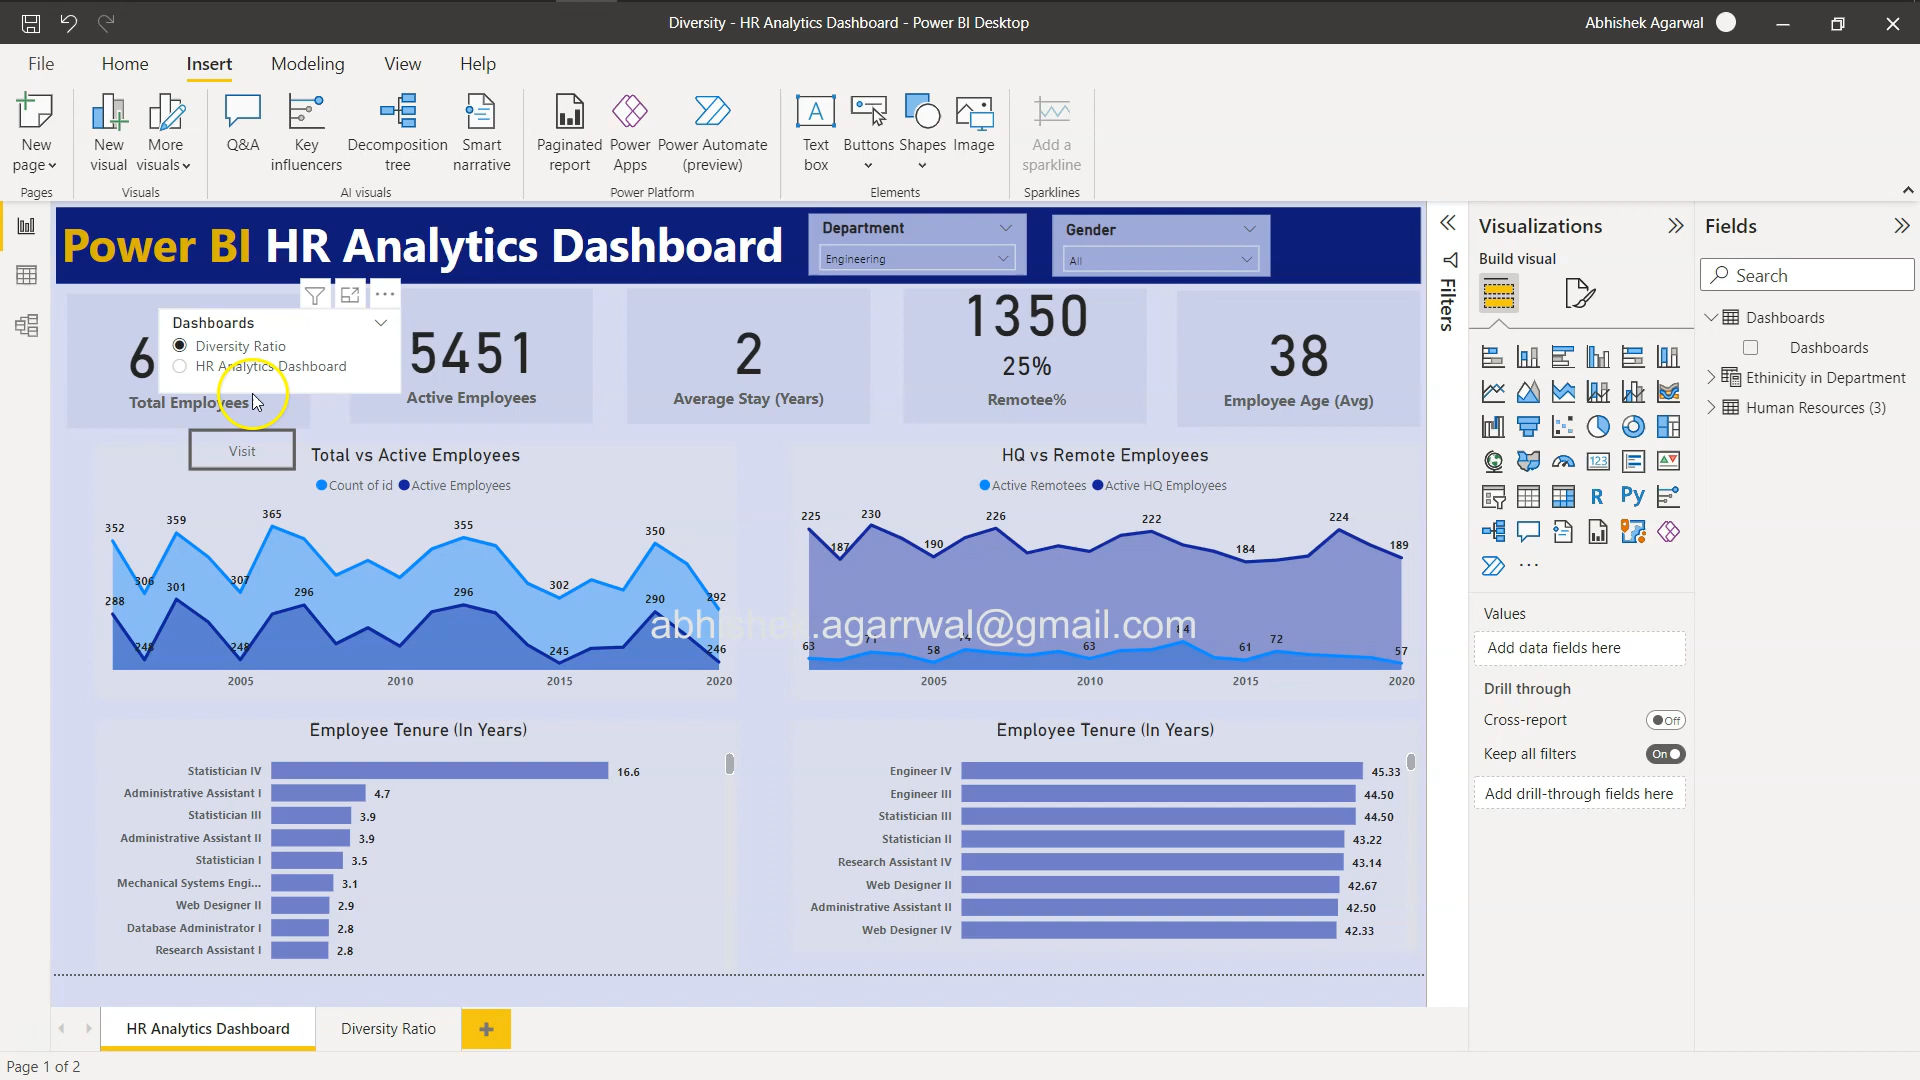 Diversity - HR Analytics Dashboard - Power BI Desktop
Abhishek Agarwal
File Home Insert Modeling View Help
New page
New visual
More visuals
Q&A
Key influencers
Decomposition tree
Smart narrative
Paginated report
Power Apps
Power Automate (preview)
Text box
Buttons
Shapes
Image
Add a sparkline
Pages
Visuals
AI visuals
Power Platform
Elements
Sparklines
Power BI HR Analytics Dashboard
Department
Engineering
Gender
All
Dashboards
Diversity Ratio
HR Analytics Dashboard
6
Total Employees
5451
Active Employees
2
Average Stay (Years)
1350
25%
Remotee%
38
Employee Age (Avg)
Visit
Total vs Active Employees
Count of id Active Employees
352
306
359
307
365
355
302
350
292
288
248
301
248
296
296
245
290
246
2005 2010 2015 2020
HQ vs Remote Employees
Active Remotees Active HQ Employees
225
187
230
190
226
222
184
224
189
63
71
58
74
63
84
61
72
57
2005 2010 2015 2020
abhishek.agarrwal@gmail.com
Employee Tenure (In Years)
Statistician IV 16.6
Administrative Assistant I 4.7
Statistician III 3.9
Administrative Assistant II 3.9
Statistician I 3.5
Mechanical Systems Engi... 3.1
Web Designer II 2.9
Database Administrator I 2.8
Research Assistant I 2.8
Employee Tenure (In Years)
Engineer IV 45.33
Engineer III 44.50
Statistician III 44.50
Statistician II 43.22
Research Assistant IV 43.14
Web Designer II 42.67
Administrative Assistant II 42.50
Web Designer IV 42.33
Filters
Visualizations
Build visual
123
R
Py
...
Values
Add data fields here
Drill through
Cross-report Off
Keep all filters On
Add drill-through fields here
Fields
Search
Dashboards
Dashboards
Ethinicity in Department
Human Resources (3)
HR Analytics Dashboard
Diversity Ratio
Page 1 of 2